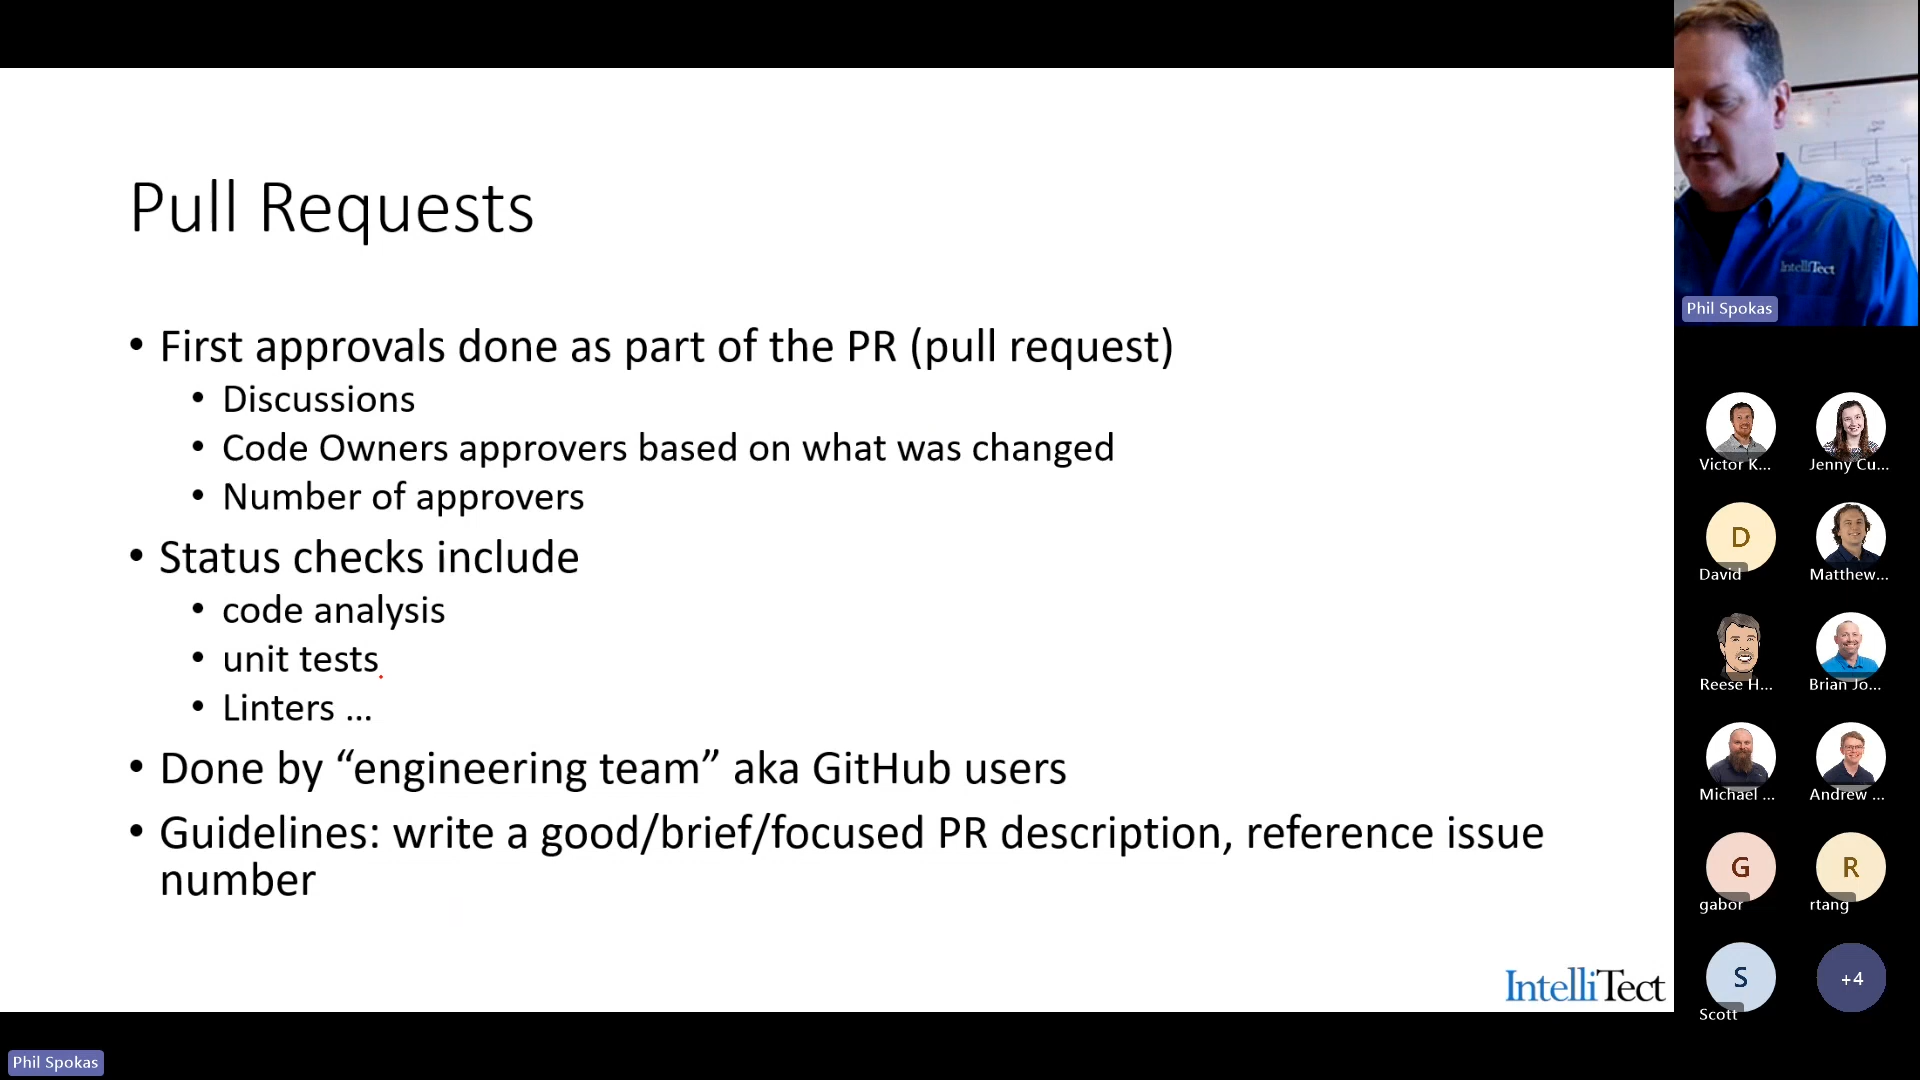 Pull Requests
• First approvals done as part of the PR (pull request)
• Discussions
• Code Owners approvers based on what was changed
• Number of approvers
• Status checks include
• code analysis
• unit tests
• Linters ...
• Done by “engineering team” aka GitHub users
• Guidelines: write a good/brief/focused PR description, reference issue
number
IntelliTect
Phil Spokas
IntelliTect
Phil Spokas
Victor K...
Jenny Cu...
D
David
Matthew...
Reese H...
Brian Jo...
Michael ...
Andrew ...
G
gabor
R
rtang
S
Scott
+4